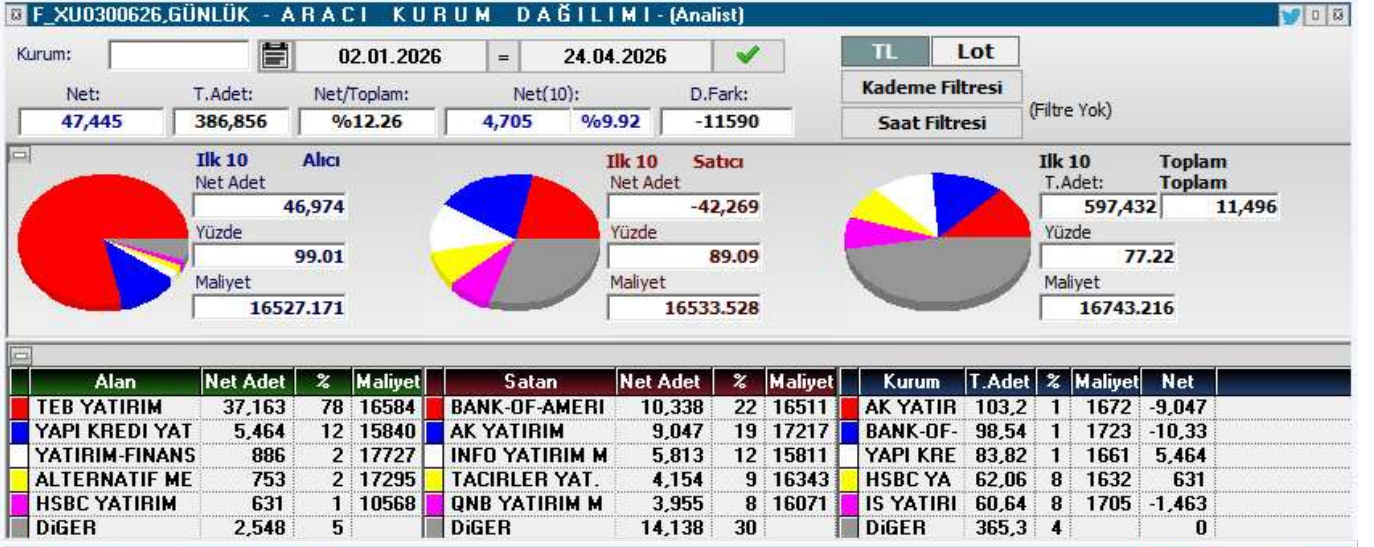 F_XU0300626,GÜNLÜK - A R A C I   K U R U M   D A Ğ I L I M I - (Analist)
Kurum: 02.01.2026 = 24.04.2026 TL Lot
Kademe Filtresi
Net: T.Adet: Net/Toplam: Net(10): D.Fark:
47,445 386,856 %12.26 4,705 %9.92 -11590 Saat Filtresi (Filtre Yok)
Ilk 10 Alıcı Ilk 10 Satıcı Ilk 10 Toplam
Net Adet Net Adet T.Adet: Toplam
46,974 -42,269 597,432 11,496
Yüzde Yüzde Yüzde
99.01 89.09 77.22
Maliyet Maliyet Maliyet
16527.171 16533.528 16743.216
Alan Net Adet % Maliyet Satan Net Adet % Maliyet Kurum T.Adet % Maliyet Net
TEB YATIRIM 37,163 78 16584 BANK-OF-AMERI 10,338 22 16511 AK YATIR 103,2 1 1672 -9,047
YAPI KREDI YAT 5,464 12 15840 AK YATIRIM 9,047 19 17217 BANK-OF- 98,54 1 1723 -10,33
YATIRIM-FINANS 886 2 17727 INFO YATIRIM M 5,813 12 15811 YAPI KRE 83,82 1 1661 5,464
ALTERNATIF ME 753 2 17295 TACIRLER YAT. 4,154 9 16343 HSBC YA 62,06 8 1632 631
HSBC YATIRIM 631 1 10568 QNB YATIRIM M 3,955 8 16071 IS YATIRI 60,64 8 1705 -1,463
DiGER 2,548 5 DiGER 14,138 30 DiGER 365,3 4 0